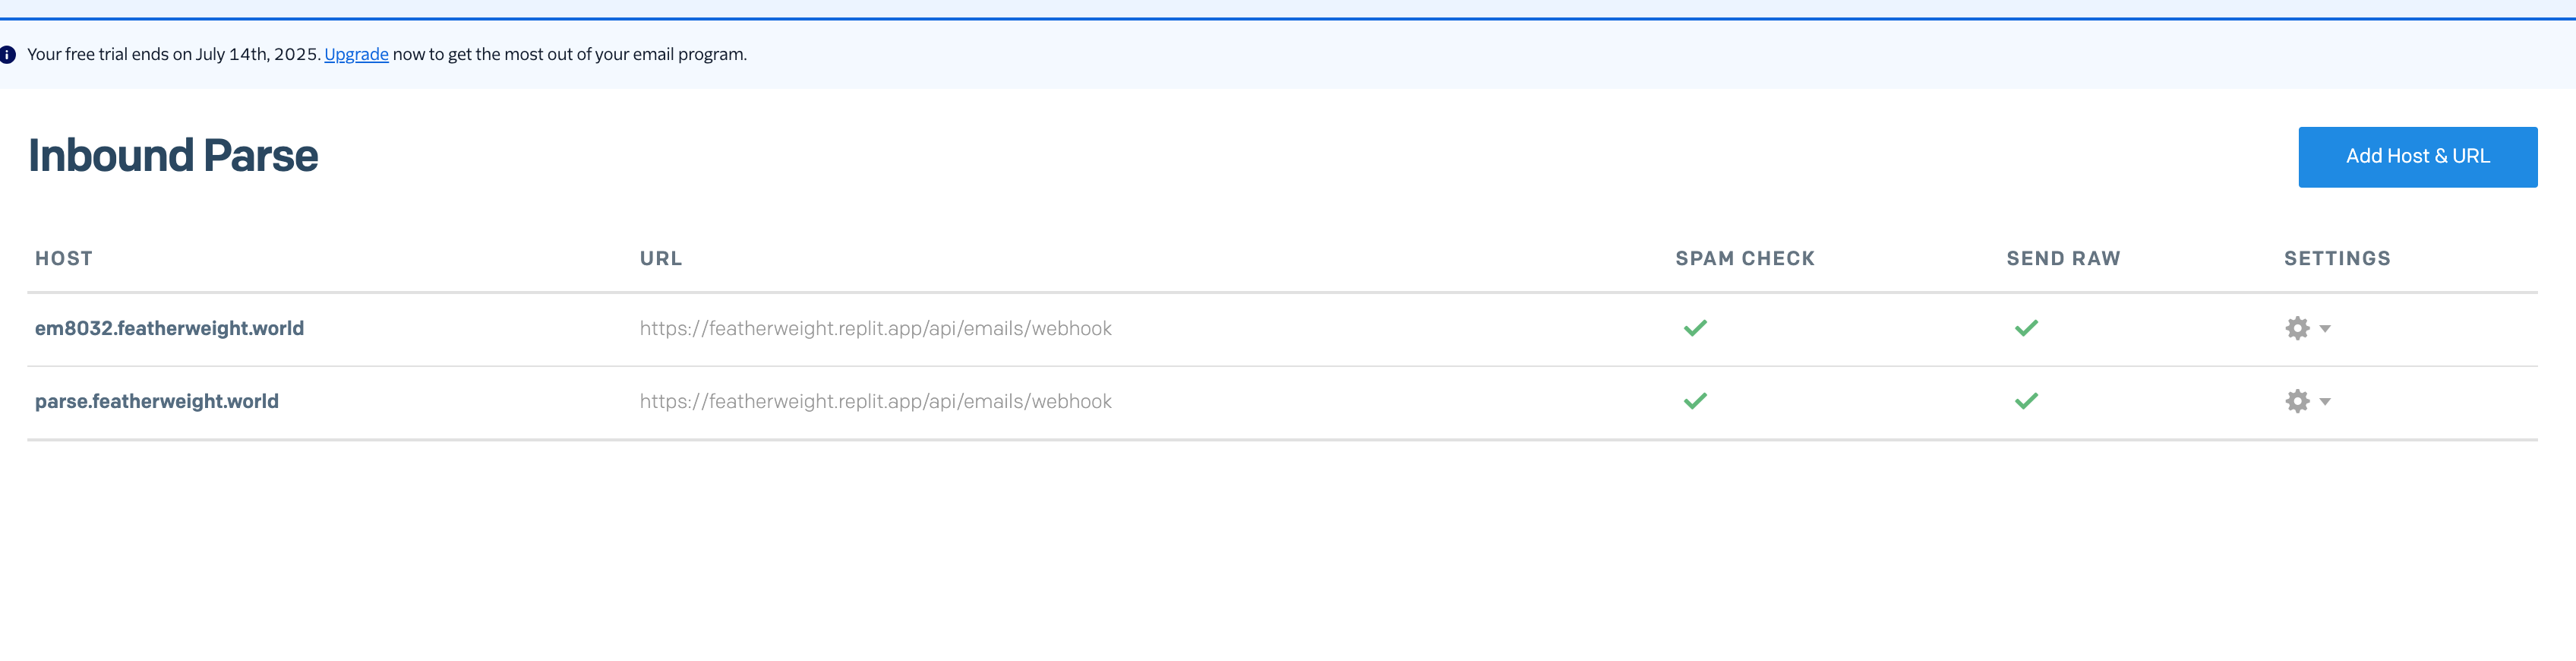 Your free trial ends on July 14th, 2025. Upgrade now to get the most out of your email program.
Inbound Parse
Add Host & URL
HOST URL SPAM CHECK SEND RAW SETTINGS
em8032.featherweight.world https://featherweight.replit.app/api/emails/webhook
parse.featherweight.world https://featherweight.replit.app/api/emails/webhook